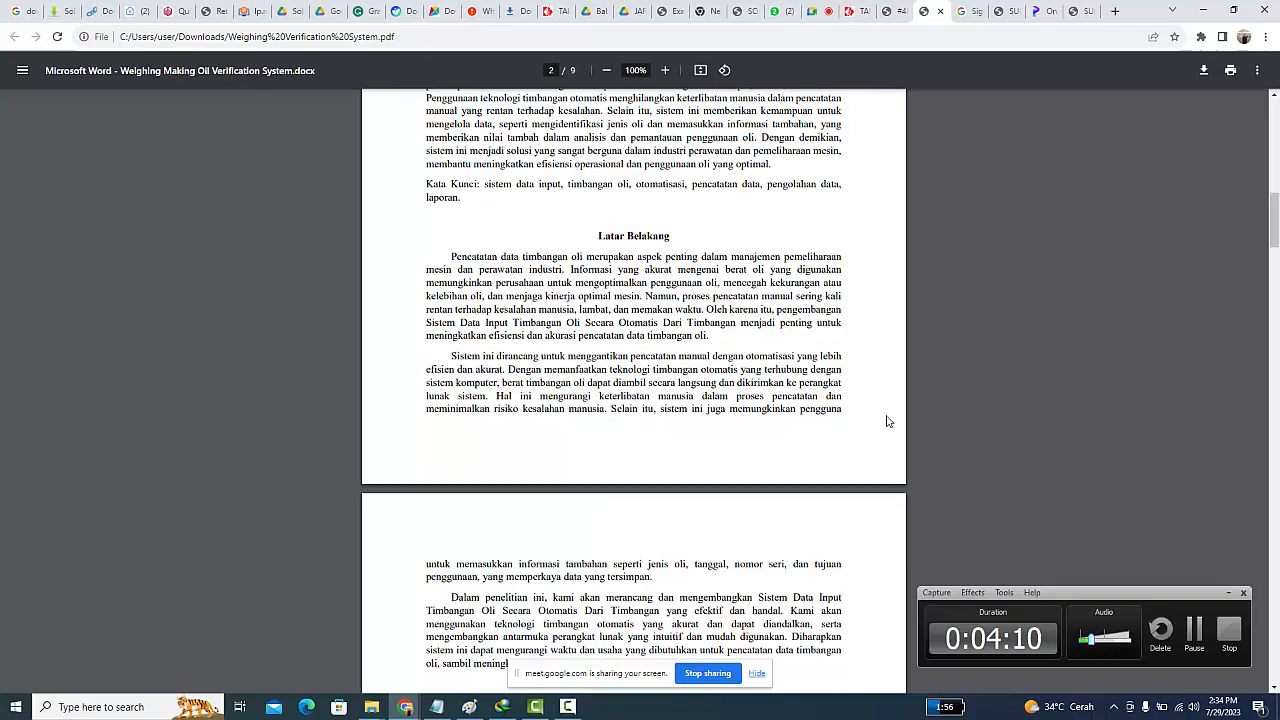 File
C:/Users/user/Downloads/Weighing%20Verification%20System.pdf
Microsoft Word - Weighing Making Oil Verification System.docx
2 / 9
100%
Penggunaan teknologi timbangan otomatis menghilangkan keterlibatan manusia dalam pencatatan
manual yang rentan terhadap kesalahan. Selain itu, sistem ini memberikan kemampuan untuk
mengelola data, seperti mengidentifikasi jenis oli dan memasukkan informasi tambahan, yang
memberikan nilai tambah dalam analisis dan pemantauan penggunaan oli. Dengan demikian,
sistem ini menjadi solusi yang sangat berguna dalam industri perawatan dan pemeliharaan mesin,
membantu meningkatkan efisiensi operasional dan penggunaan oli yang optimal.
Kata Kunci: sistem data input, timbangan oli, otomatisasi, pencatatan data, pengolahan data,
laporan.
Latar Belakang
Pencatatan data timbangan oli merupakan aspek penting dalam manajemen pemeliharaan
mesin dan perawatan industri. Informasi yang akurat mengenai berat oli yang digunakan
memungkinkan perusahaan untuk mengoptimalkan penggunaan oli, mencegah kekurangan atau
kelebihan oli, dan menjaga kinerja optimal mesin. Namun, proses pencatatan manual sering kali
rentan terhadap kesalahan manusia, lambat, dan memakan waktu. Oleh karena itu, pengembangan
Sistem Data Input Timbangan Oli Secara Otomatis Dari Timbangan menjadi penting untuk
meningkatkan efisiensi dan akurasi pencatatan data timbangan oli.
Sistem ini dirancang untuk menggantikan pencatatan manual dengan otomatisasi yang lebih
efisien dan akurat. Dengan memanfaatkan teknologi timbangan otomatis yang terhubung dengan
sistem komputer, berat timbangan oli dapat diambil secara langsung dan dikirimkan ke perangkat
lunak sistem. Hal ini mengurangi keterlibatan manusia dalam proses pencatatan dan
meminimalkan risiko kesalahan manusia. Selain itu, sistem ini juga memungkinkan pengguna
untuk memasukkan informasi tambahan seperti jenis oli, tanggal, nomor seri, dan tujuan
penggunaan, yang memperkaya data yang tersimpan.
Dalam penelitian ini, kami akan merancang dan mengembangkan Sistem Data Input
Timbangan Oli Secara Otomatis Dari Timbangan yang efektif dan handal. Kami akan
menggunakan teknologi timbangan otomatis yang akurat dan dapat diandalkan, serta
mengembangkan antarmuka perangkat lunak yang intuitif dan mudah digunakan. Diharapkan
sistem ini dapat mengurangi waktu dan usaha yang dibutuhkan untuk pencatatan data timbangan
oli, sambil
meet.google.com is sharing your screen.
Stop sharing
Hide
Capture Effects Tools Help
Duration
0:04:10
Audio
Delete Pause Stop
Type here to search
1:56
34°C Cerah
2:34 PM
7/29/2023